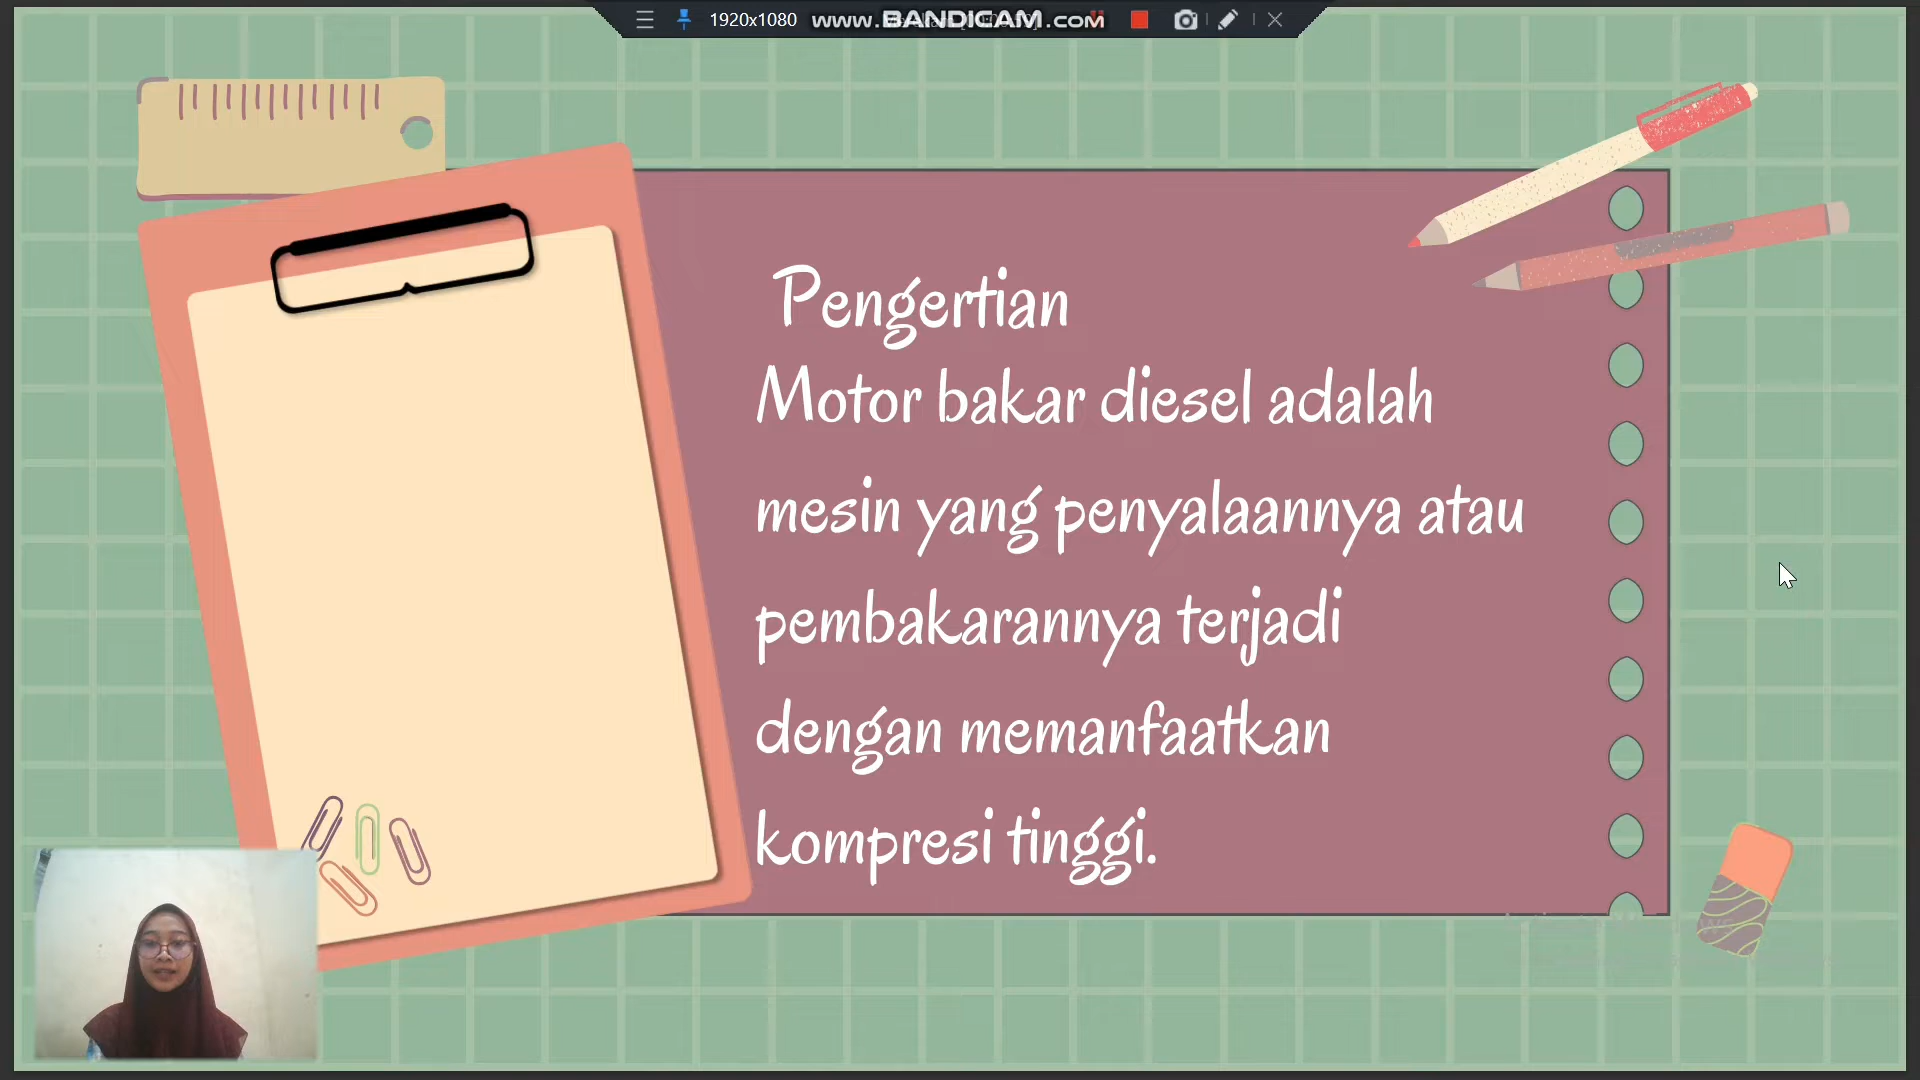 1920x1080
www.BANDICAM.com
Pengertian
Motor bakar diesel adalah
mesin yang penyalaannya atau
pembakarannya terjadi
dengan memanfaatkan
kompresi tinggi.